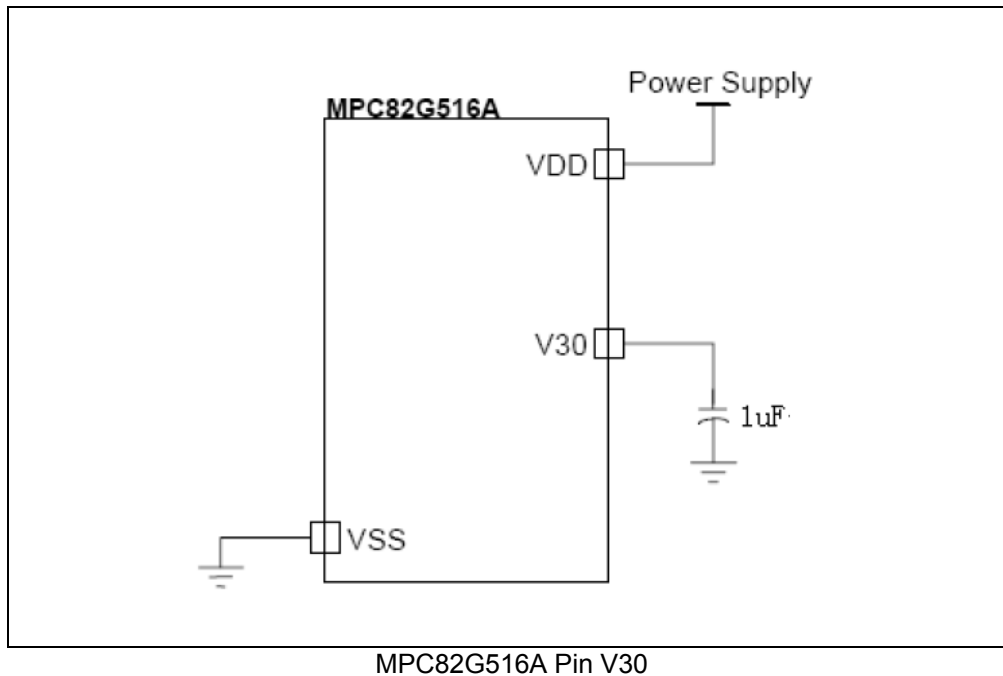 Power Supply
MPC82G516A
VDD
V30
1uF
VSS
MPC82G516A Pin V30